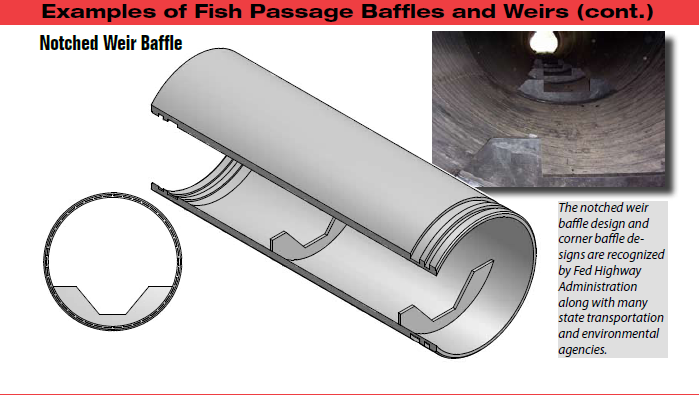 Examples of Fish Passage Baffles and Weirs (cont.)
Notched Weir Baffle
The notched weir
baffle design and
corner baffle de-
signs are recognized
by Fed Highway
Administration
along with many
state transportation
and environmental
agencies.